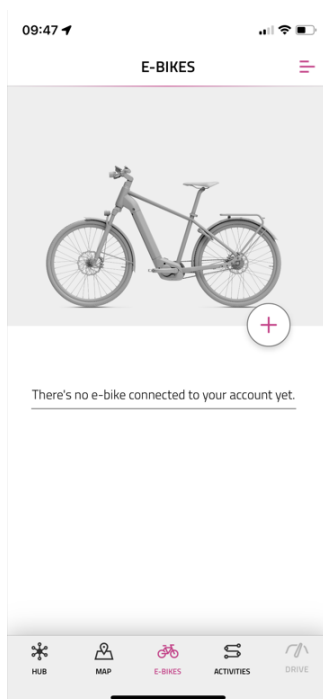 09:47
E-BIKES
There's no e-bike connected to your account yet.
HUB
MAP
E-BIKES
ACTIVITIES
DRIVE